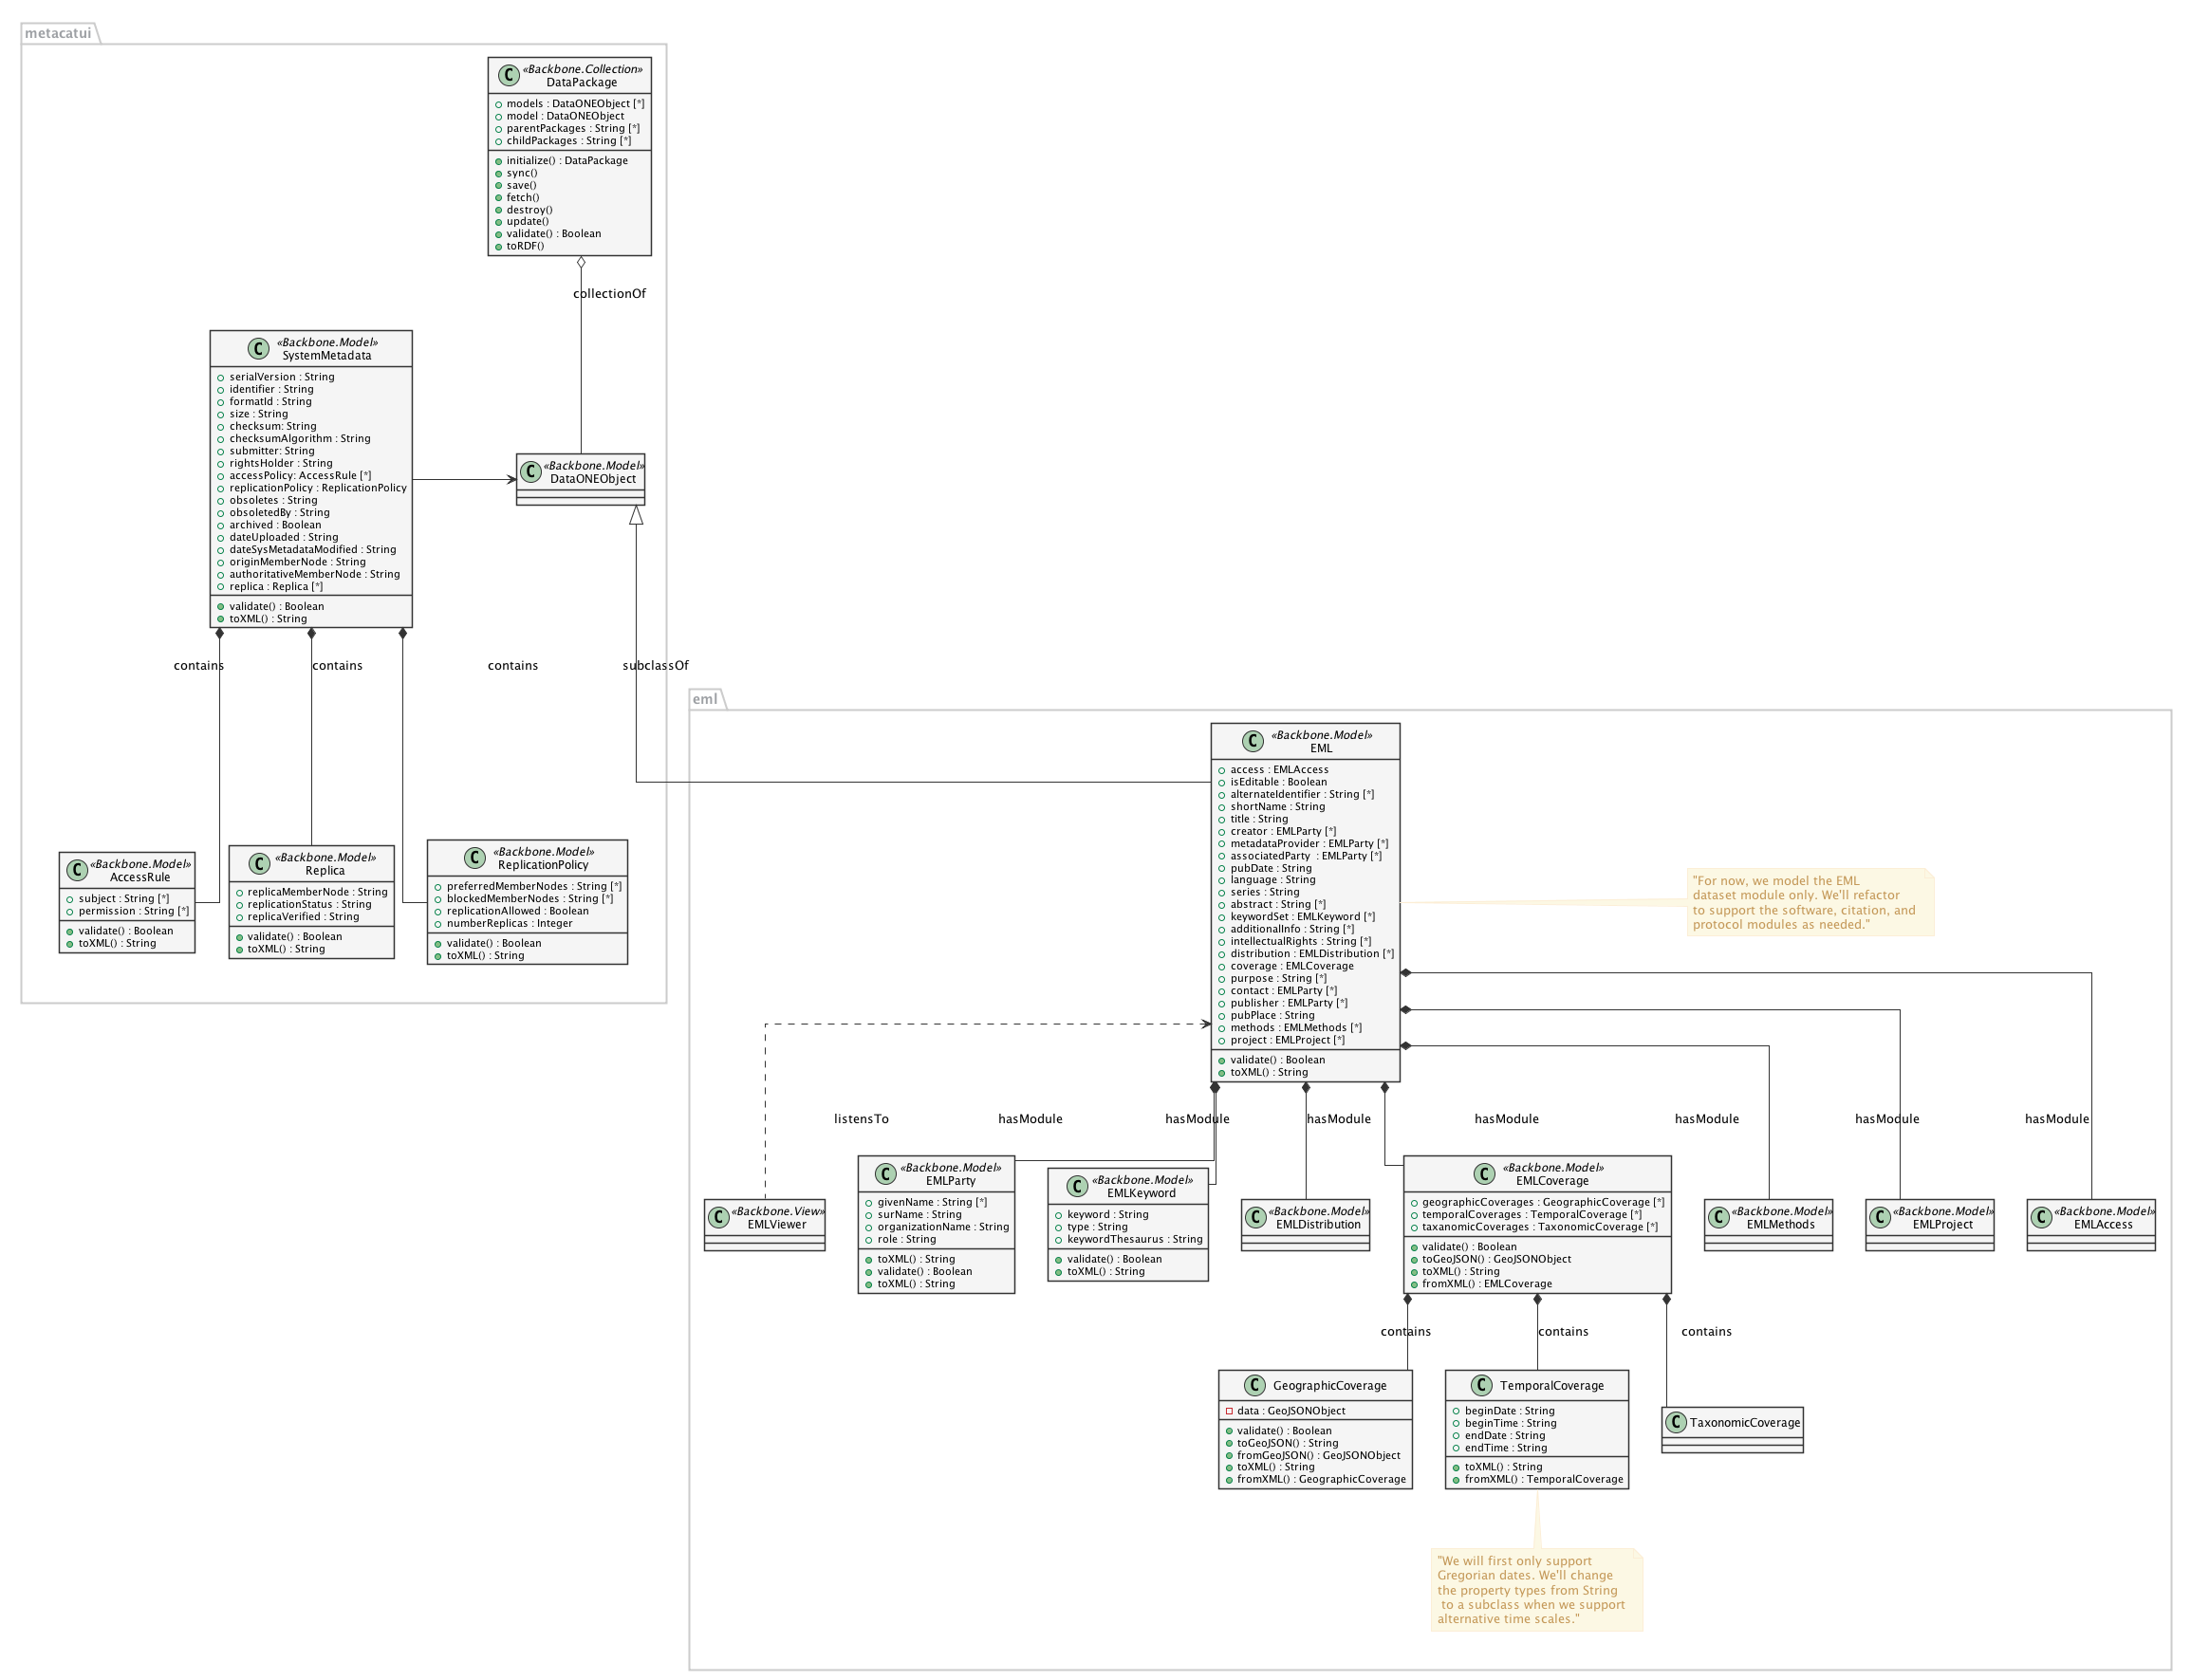 metacatui
«Backbone.Collection»
DataPackage
models : DataONEObject [*]
model : DataONEObject
parentPackages : String [*]
childPackages : String [*]
initialize() : DataPackage
sync()
save()
fetch()
destroy()
update()
validate() : Boolean
toRDF()
collectionOf
«Backbone.Model»
SystemMetadata
serialVersion : String
identifier : String
formatId : String
size : String
checksum: String
checksumAlgorithm : String
submitter: String
rightsHolder : String
accessPolicy: AccessRule [*]
replicationPolicy : ReplicationPolicy
obsoletes : String
obsoletedBy : String
archived : Boolean
dateUploaded : String
dateSysMetadataModified : String
originMemberNode : String
authoritativeMemberNode : String
replica : Replica [*]
validate() : Boolean
toXML() : String
«Backbone.Model»
DataONEObject
contains
contains
contains
subclassOf
«Backbone.Model»
AccessRule
subject : String [*]
permission : String [*]
validate() : Boolean
toXML() : String
«Backbone.Model»
Replica
replicaMemberNode : String
replicationStatus : String
replicaVerified : String
validate() : Boolean
toXML() : String
«Backbone.Model»
ReplicationPolicy
preferredMemberNodes : String [*]
blockedMemberNodes : String [*]
replicationAllowed : Boolean
numberReplicas : Integer
validate() : Boolean
toXML() : String
eml
«Backbone.Model»
EML
access : EMLAccess
isEditable : Boolean
alternateIdentifier : String [*]
shortName : String
title : String
creator : EMLParty [*]
metadataProvider : EMLParty [*]
associatedParty  : EMLParty [*]
pubDate : String
language : String
series : String
abstract : String [*]
keywordSet : EMLKeyword [*]
additionalInfo : String [*]
intellectualRights : String [*]
distribution : EMLDistribution [*]
coverage : EMLCoverage
purpose : String [*]
contact : EMLParty [*]
publisher : EMLParty [*]
pubPlace : String
methods : EMLMethods [*]
project : EMLProject [*]
validate() : Boolean
toXML() : String
"For now, we model the EML
dataset module only. We'll refactor
to support the software, citation, and
protocol modules as needed."
listensTo
hasModule
hasModule
hasModule
hasModule
hasModule
hasModule
hasModule
«Backbone.View»
EMLViewer
«Backbone.Model»
EMLParty
givenName : String [*]
surName : String
organizationName : String
role : String
toXML() : String
validate() : Boolean
toXML() : String
«Backbone.Model»
EMLKeyword
keyword : String
type : String
keywordThesaurus : String
validate() : Boolean
toXML() : String
«Backbone.Model»
EMLDistribution
«Backbone.Model»
EMLCoverage
geographicCoverages : GeographicCoverage [*]
temporalCoverages : TemporalCoverage [*]
taxanomicCoverages : TaxonomicCoverage [*]
validate() : Boolean
toGeoJSON() : GeoJSONObject
toXML() : String
fromXML() : EMLCoverage
«Backbone.Model»
EMLMethods
«Backbone.Model»
EMLProject
«Backbone.Model»
EMLAccess
contains
contains
contains
GeographicCoverage
data : GeoJSONObject
validate() : Boolean
toGeoJSON() : String
fromGeoJSON() : GeoJSONObject
toXML() : String
fromXML() : GeographicCoverage
TemporalCoverage
beginDate : String
beginTime : String
endDate : String
endTime : String
toXML() : String
fromXML() : TemporalCoverage
TaxonomicCoverage
"We will first only support
Gregorian dates. We'll change
the property types from String
to a subclass when we support
alternative time scales."